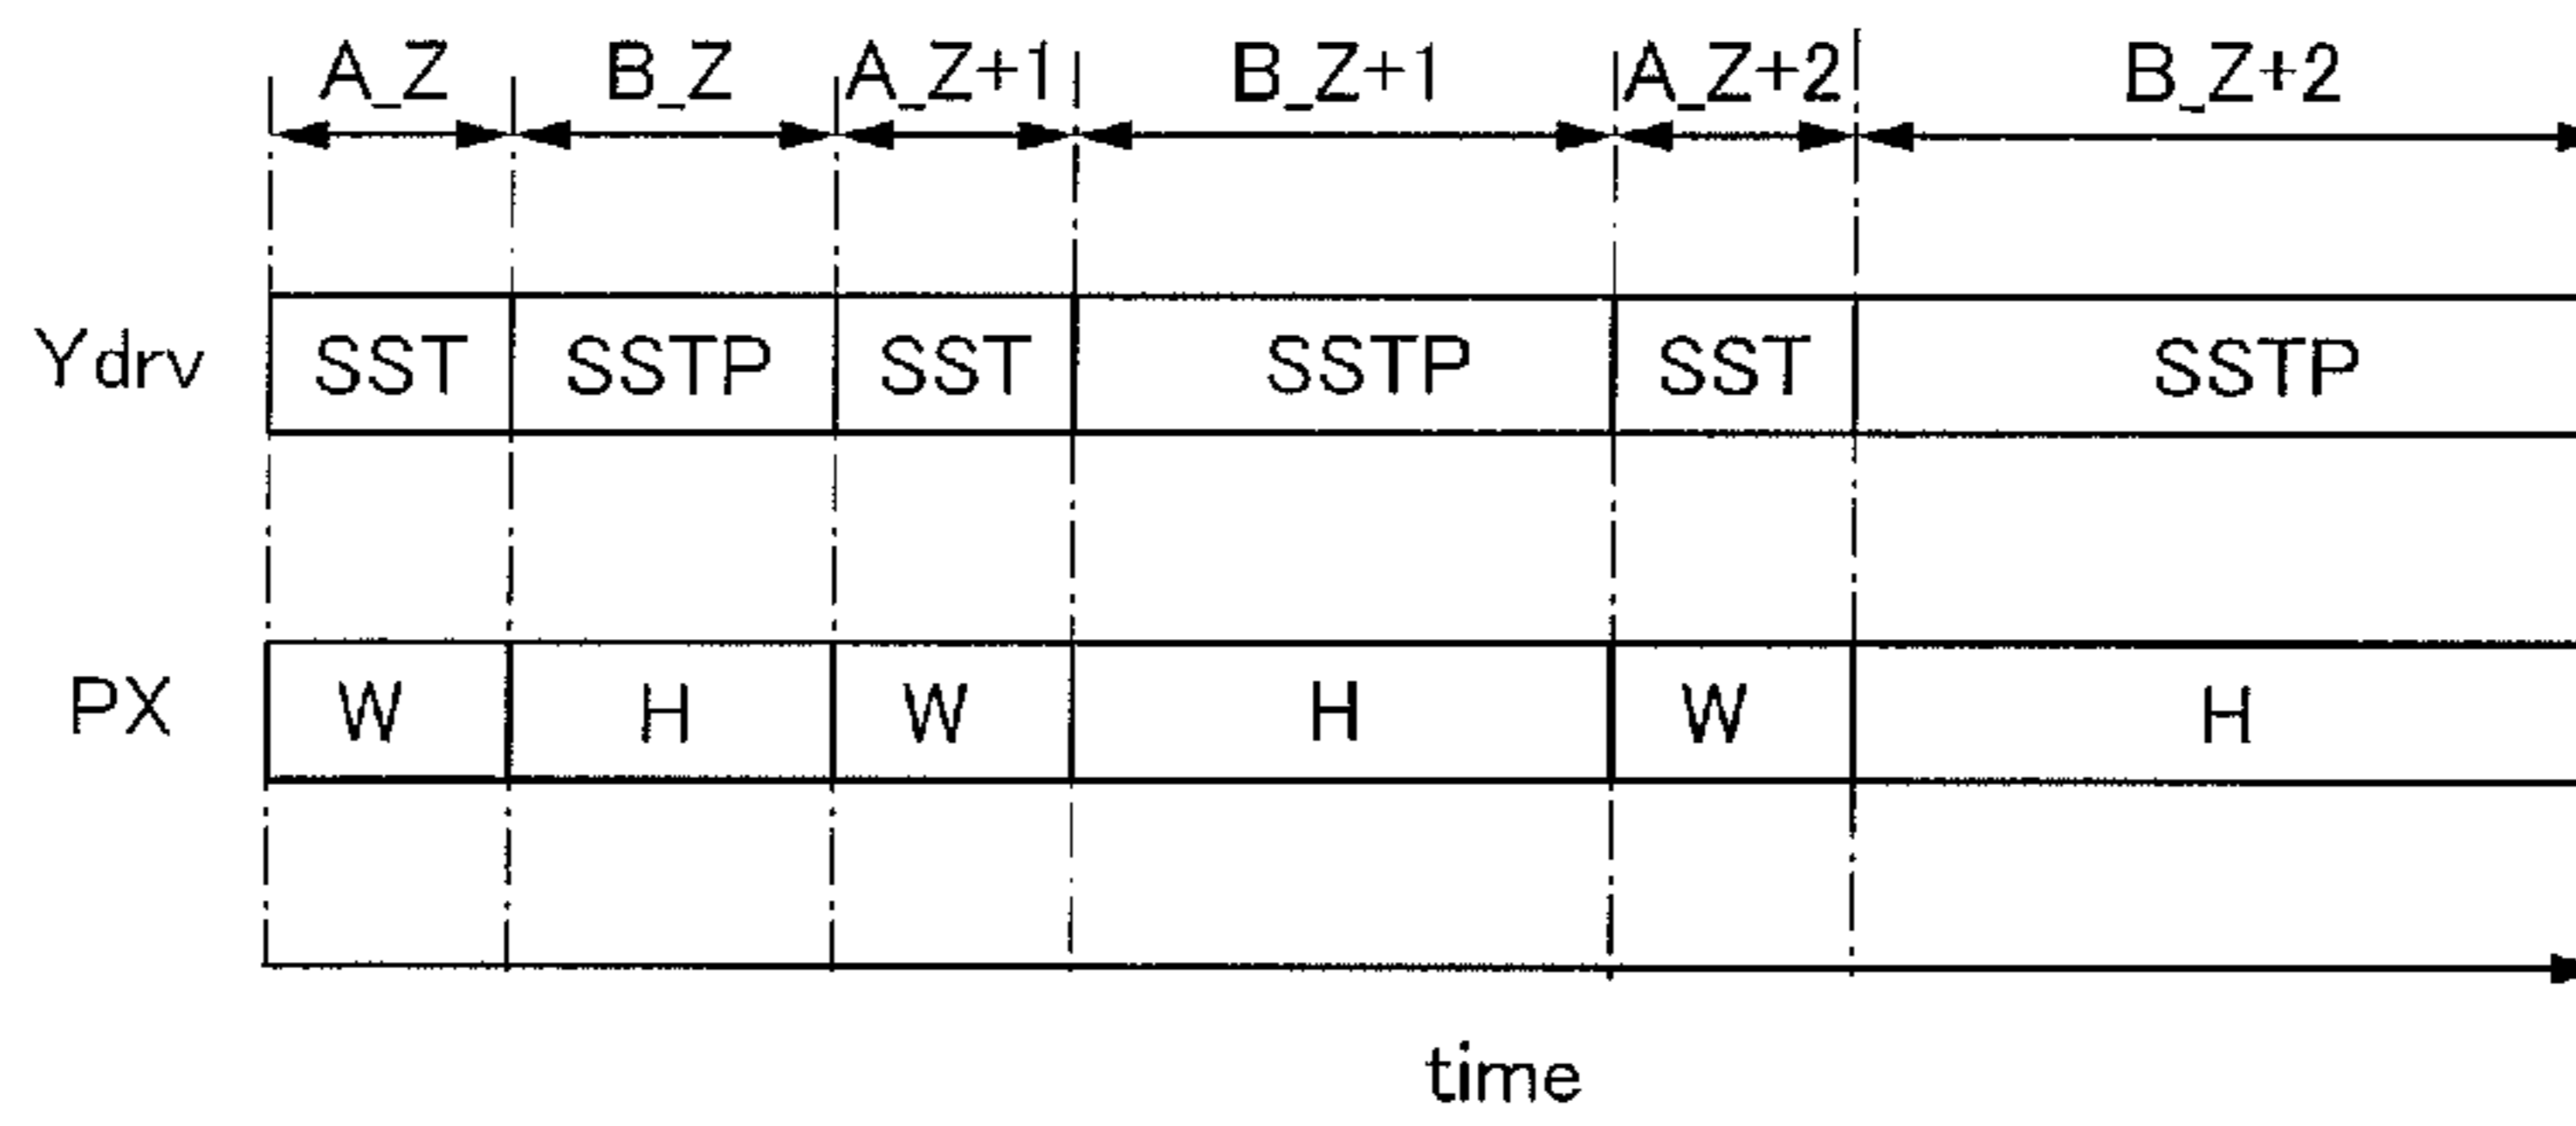 A_Z B_Z A_Z+1 B_Z+1 A_Z+2 B_Z+2
Ydrv SST SSTP SST SSTP SST SSTP
PX W H W H W H
time